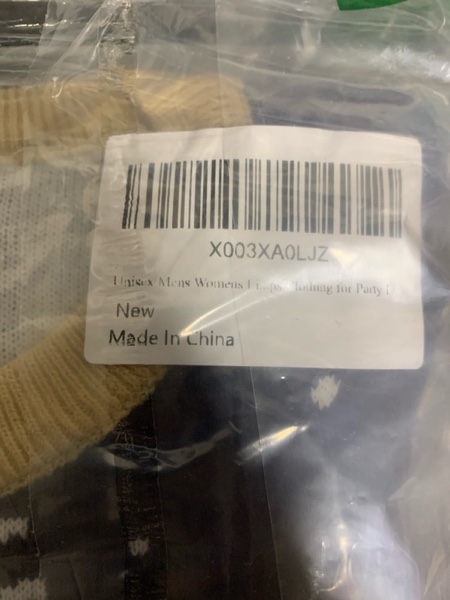 X003XA0LJZ
Unisex Mens Womens Clothing for Party
New
Made In China